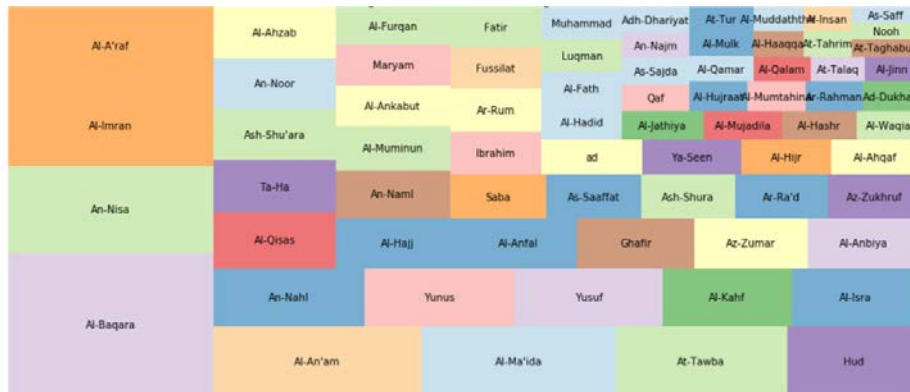 Al-A'raf
Al-Imran
An-Nisa
Al-Baqara
Al-Ahzab
An-Noor
Ash-Shu'ara
Ta-Ha
Al-Qisas
Al-Furqan
Maryam
Al-Ankabut
Al-Muminun
An-Naml
Fatir
Fussilat
Ar-Rum
Ibrahim
Saba
Muhammad
Luqman
Al-Fath
Al-Hadid
Adh-Dhariyat
An-Najm
As-Sajda
Qaf
Al-Jathiya
At-Tur
Al-Mulk
Al-Qamar
Al-Hujraat
Al-Mujadila
Al-Muddaththir
Al-Haaqqa
Al-Qalam
Al-Mumtahina
Al-Hashr
Al-Insan
At-Tahrim
At-Talaq
Ar-Rahman
As-Saff
Nooh
At-Taghabu
Al-Jinn
Ad-Dukha
Al-Waqia
ad
Ya-Seen
Al-Hijr
Al-Ahqaf
As-Saaffat
Ash-Shura
Ar-Ra'd
Az-Zukhruf
Al-Hajj
Al-Anfal
Ghafir
Az-Zumar
Al-Anbiya
An-Nahl
Yunus
Yusuf
Al-Kahf
Al-Isra
Al-An'am
Al-Ma'ida
At-Tawba
Hud